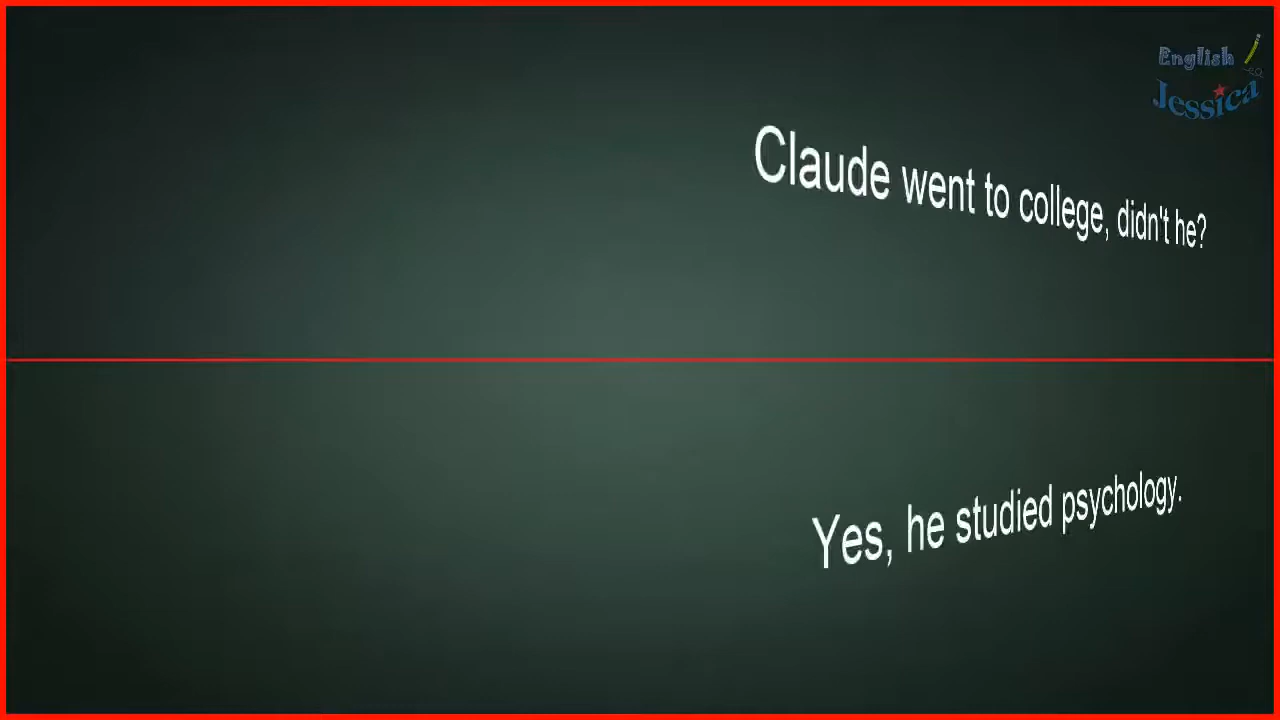 English
Jessica
Claude went to college, didn't he?
Yes, he studied psychology.